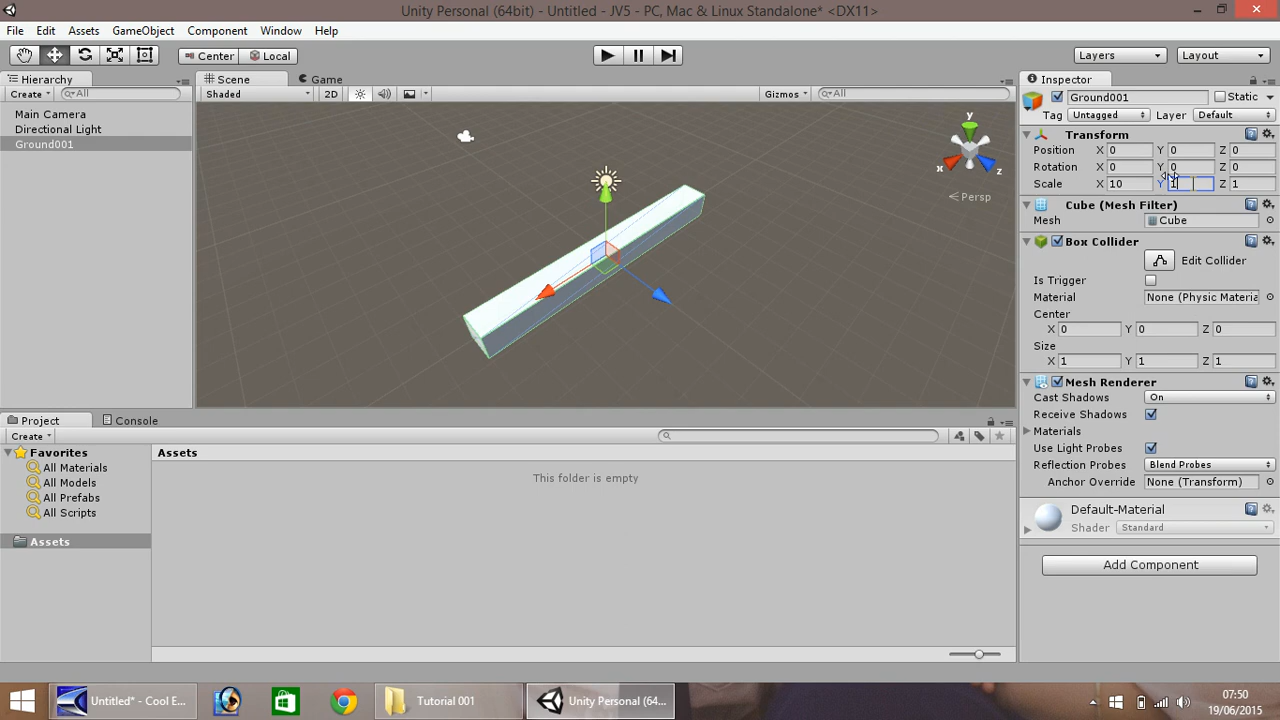 Unity Personal (64bit) - Untitled - JV5 - PC, Mac & Linux Standalone* <DX11>
File Edit Assets GameObject Component Window Help
Center Local Layers Layout
Hierarchy
Create All
Main Camera
Directional Light
Ground001
Scene Game
Shaded 2D Gizmos All
y
x
z
Persp
Inspector
Ground001 Static
Tag Untagged Layer Default
Transform
Position X 0 Y 0 Z 0
Rotation X 0 Y 0 Z 0
Scale X 10 Y 1 Z 1
Cube (Mesh Filter)
Mesh Cube
Box Collider
Edit Collider
Is Trigger
Material None (Physic Materia
Center
X 0 Y 0 Z 0
Size
X 1 Y 1 Z 1
Mesh Renderer
Cast Shadows On
Receive Shadows
Materials
Use Light Probes
Reflection Probes Blend Probes
Anchor Override None (Transform)
Default-Material
Shader Standard
Add Component
Project Console
Create
Favorites
All Materials
All Models
All Prefabs
All Scripts
Assets
Assets
This folder is empty
Untitled* - Cool E... Tutorial 001 Unity Personal (64...
07:50
19/06/2015